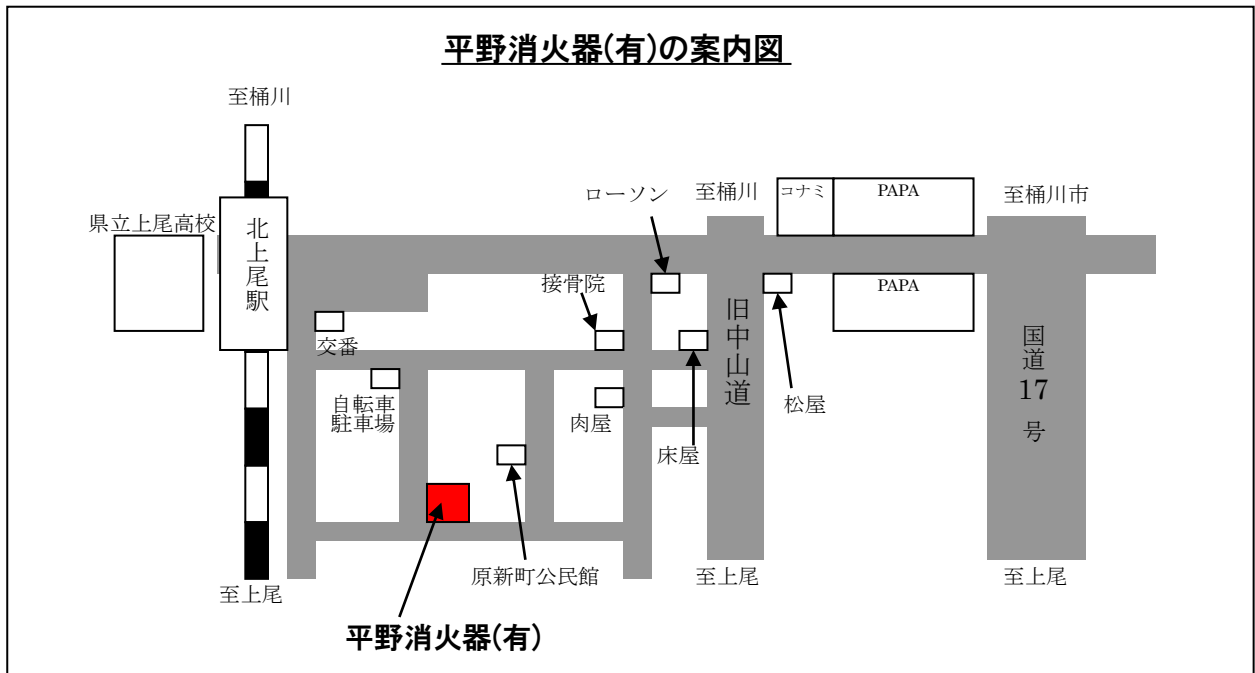 平野消火器(有)の案内図
至桶川
ローソン
至桶川
コナミ
PAPA
至桶川市
県立上尾高校
北上尾駅
接骨院
PAPA
交番
旧中山道
国道17号
自転車
駐車場
肉屋
松屋
床屋
原新町公民館
至上尾
至上尾
至上尾
平野消火器(有)